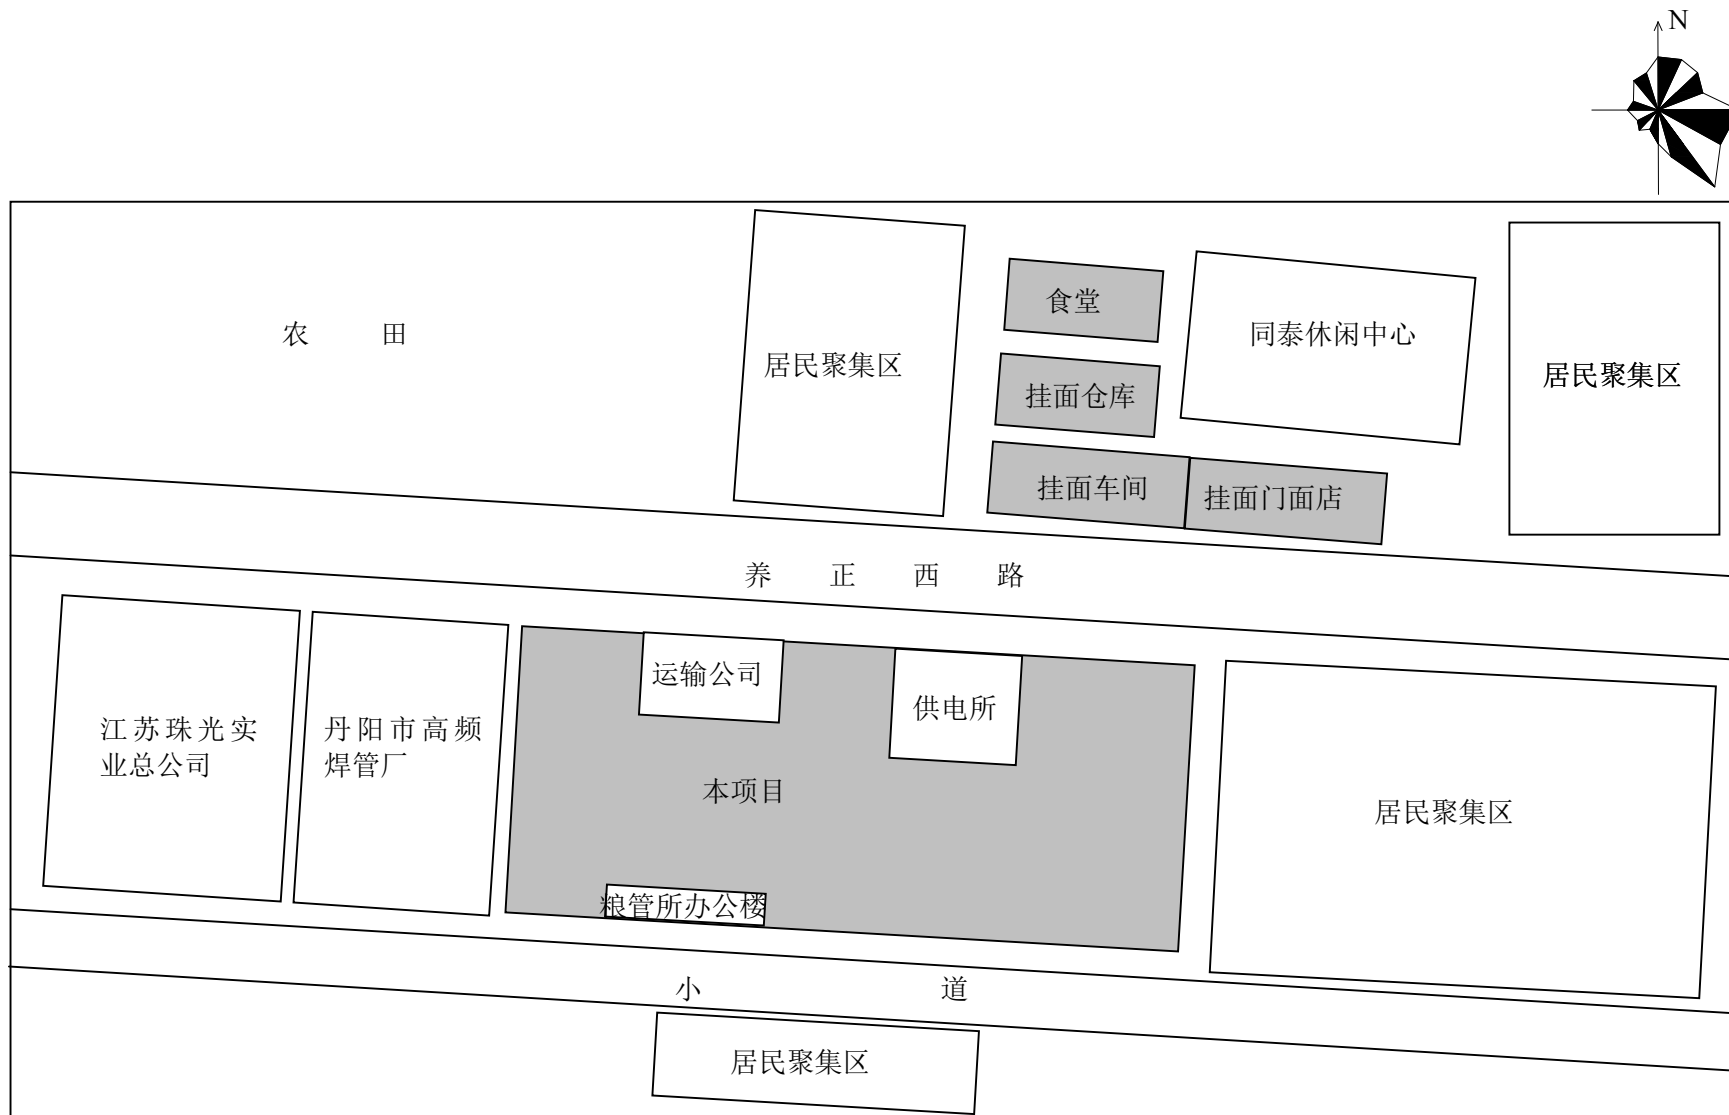 N
食堂
农 田
同泰休闲中心
居民聚集区
居民聚集区
挂面仓库
挂面车间
挂面门面店
养 正 西 路
运输公司
供电所
江苏珠光实
业总公司
丹阳市高频
焊管厂
本项目
居民聚集区
粮管所办公楼
小 道
居民聚集区